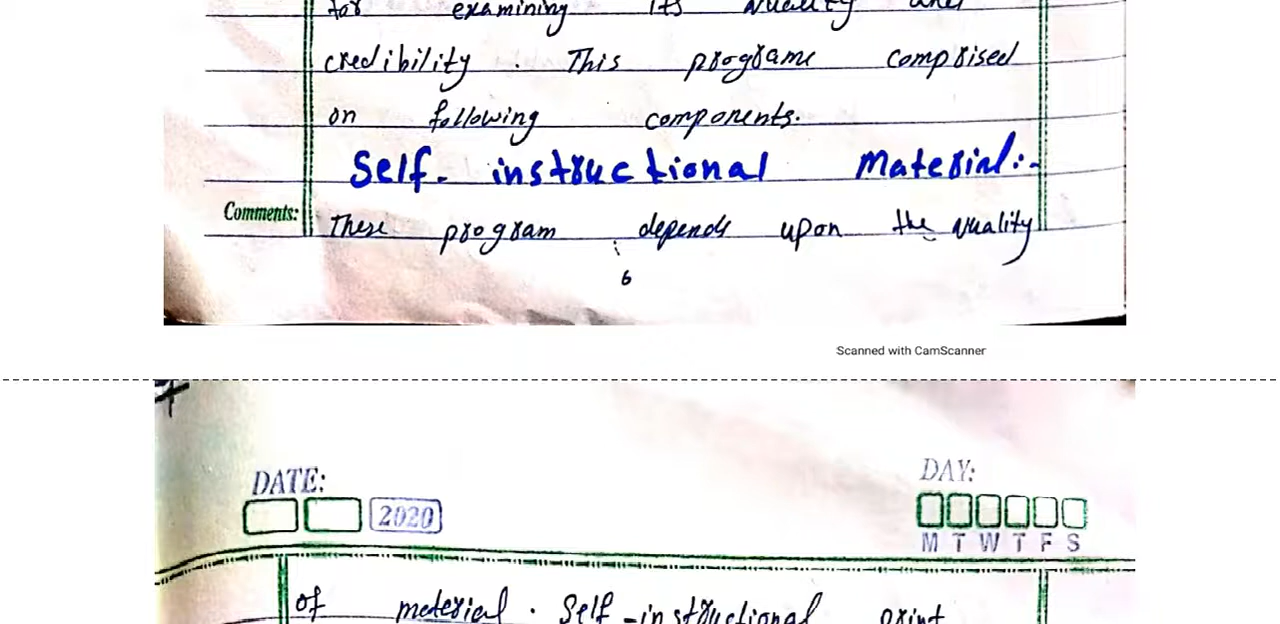 for examining its quality and
credibility . This programe comprised
on following components.
Self- instructional Material:-
Comments:
These program depends upon the quality
6
Scanned with CamScanner
DATE:
2020
DAY:
M T W T F S
of meterial . Self-instructional print